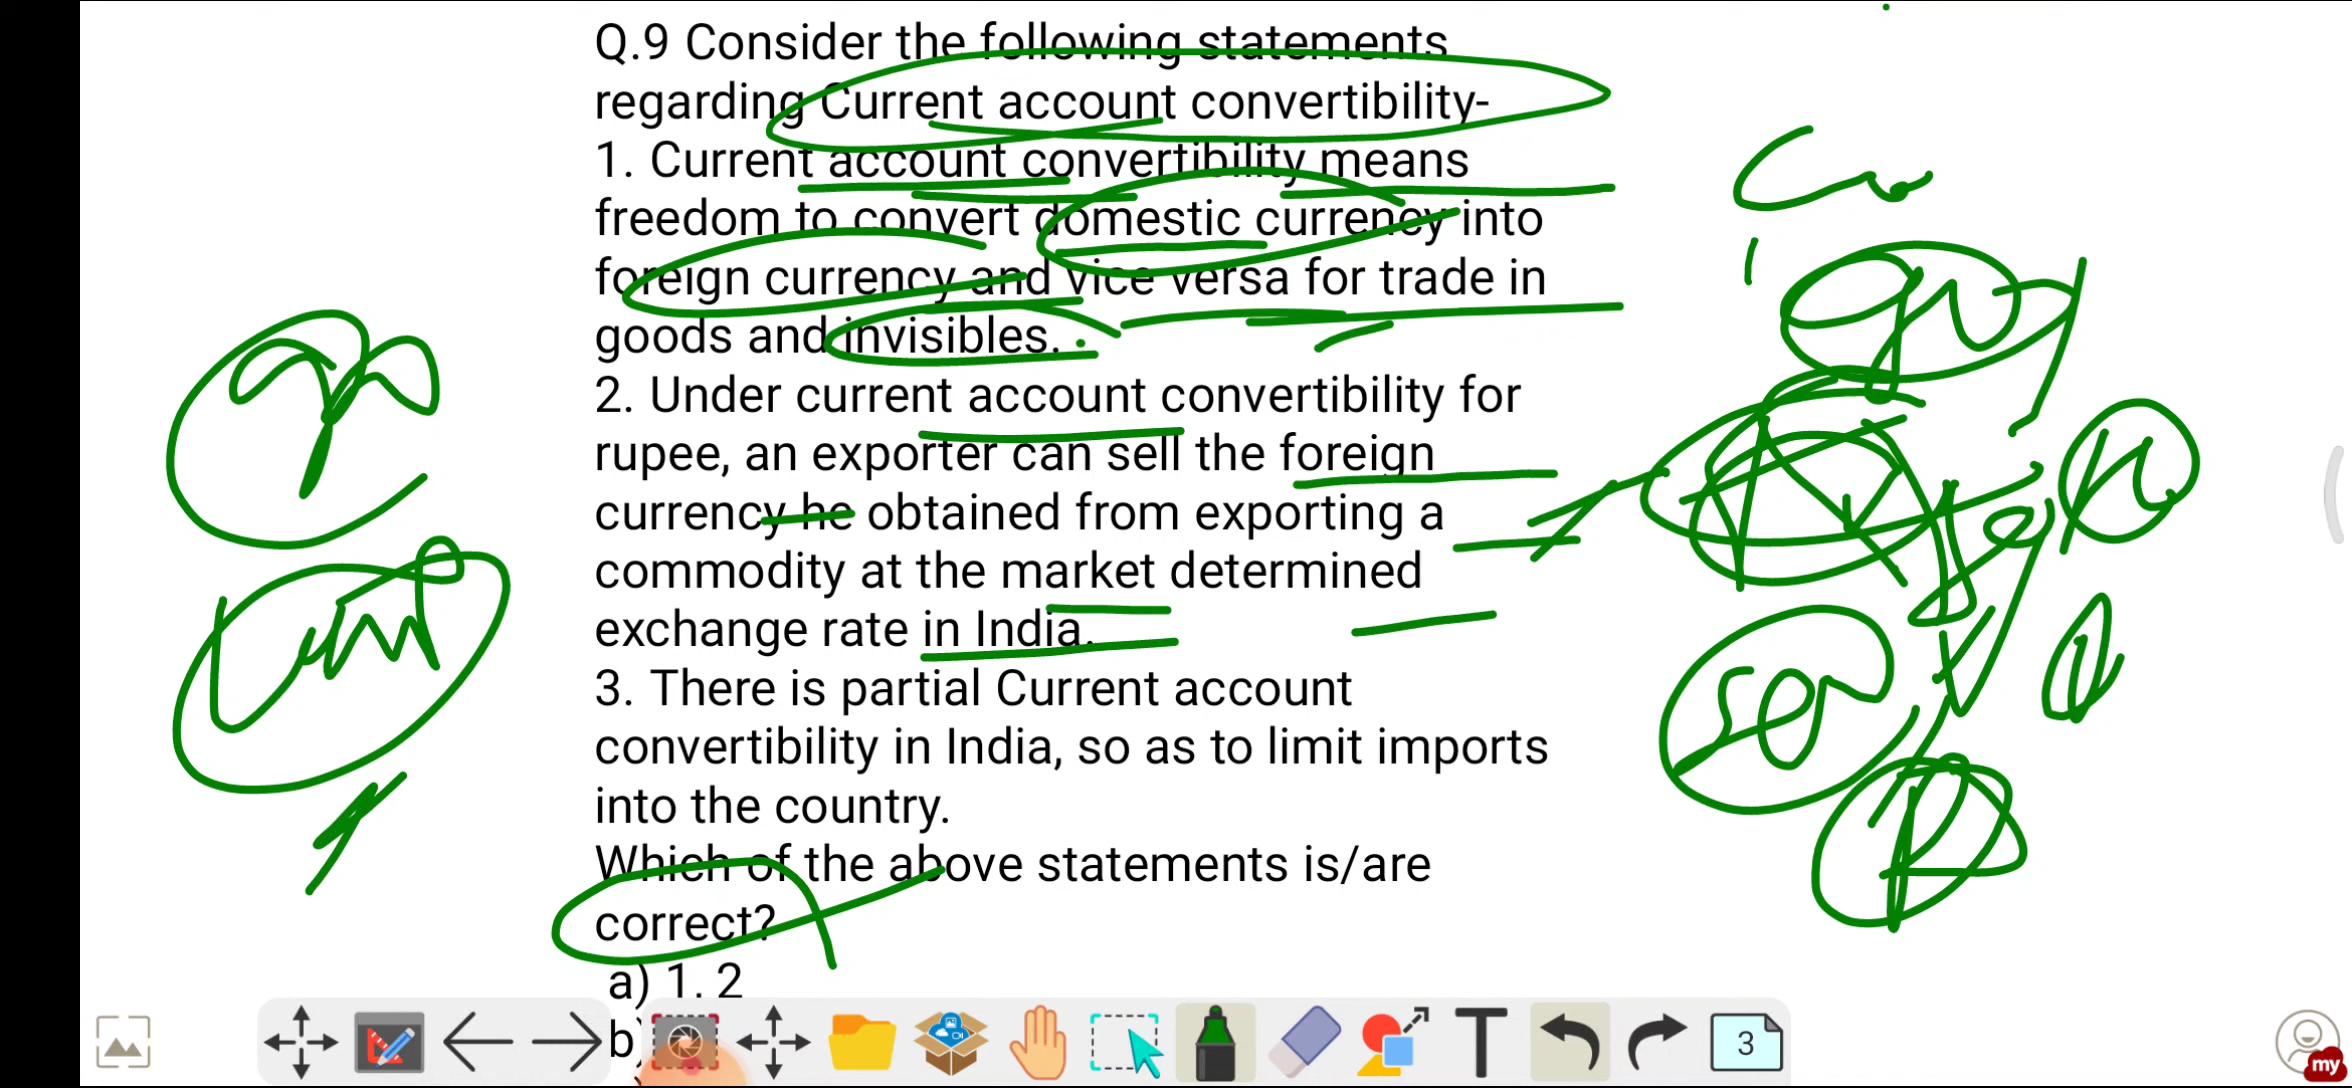 Q.9 Consider the following statements
regarding Current account convertibility-
1. Current account convertibility means
freedom to convert domestic currency into
foreign currency and vice versa for trade in
goods and invisibles.
2. Under current account convertibility for
rupee, an exporter can sell the foreign
currency he obtained from exporting a
commodity at the market determined
exchange rate in India.
3. There is partial Current account
convertibility in India, so as to limit imports
into the country.
Which of the above statements is/are
correct?
a) 1, 2
b)
T
3
my